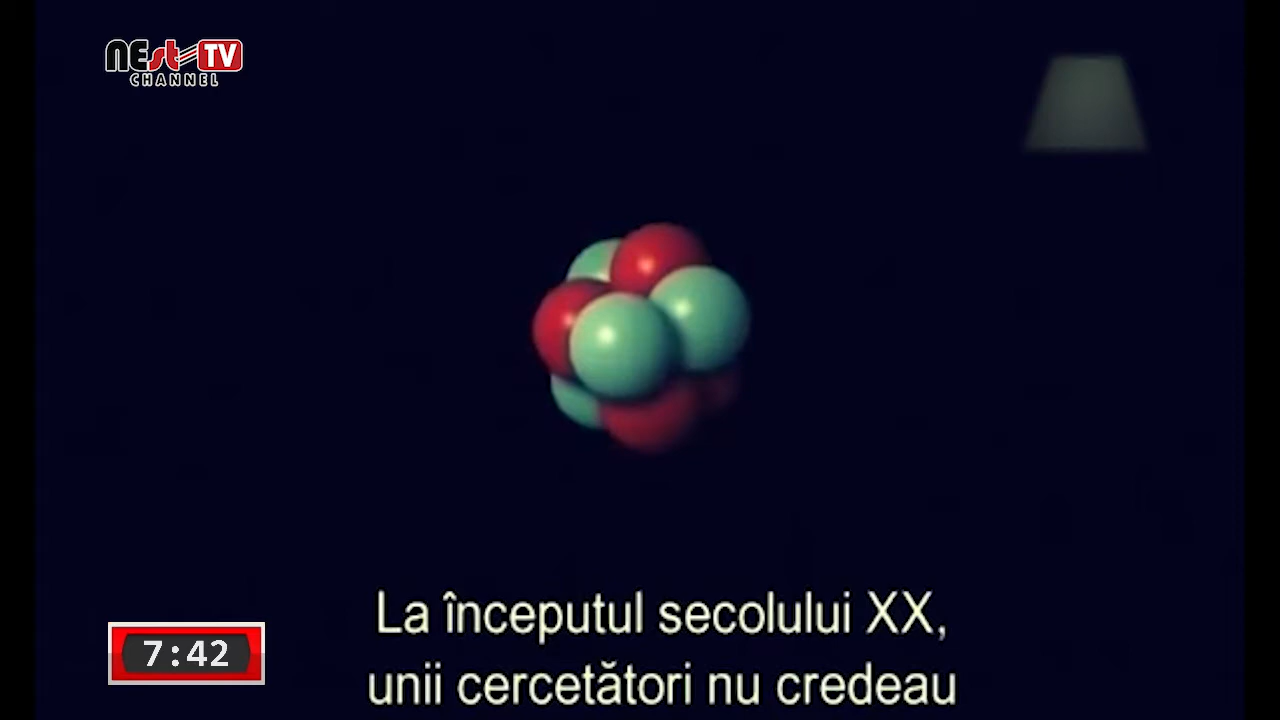 NEst TV
CHANNEL
La începutul secolului XX,
unii cercetători nu credeau
7:42